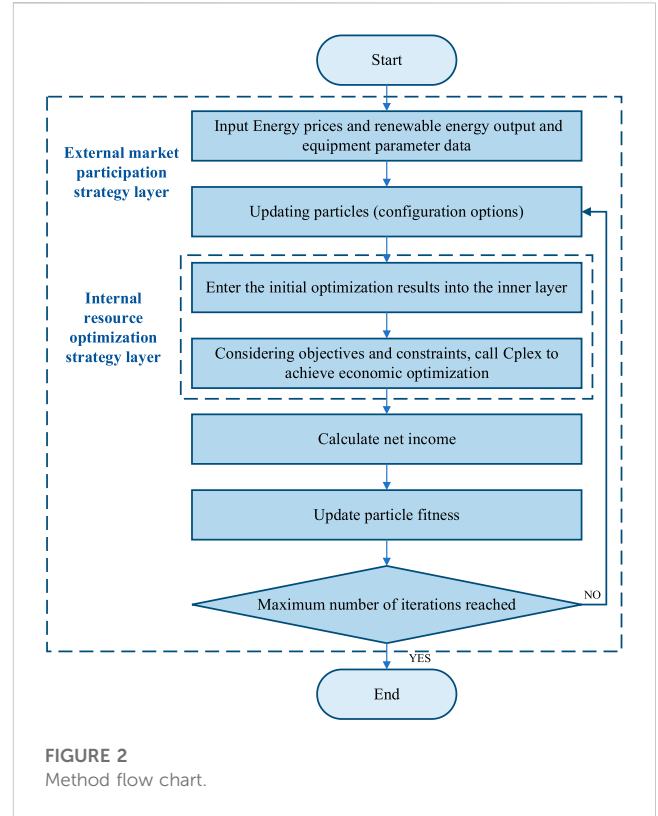 Start
Input Energy prices and renewable energy output and
equipment parameter data
External market
participation
strategy layer
Updating particles (configuration options)
Enter the initial optimization results into the inner layer
Internal
resource
optimization
strategy layer
Considering objectives and constraints, call Cplex to
achieve economic optimization
Calculate net income
Update particle fitness
Maximum number of iterations reached
NO
YES
End
FIGURE 2
Method flow chart.